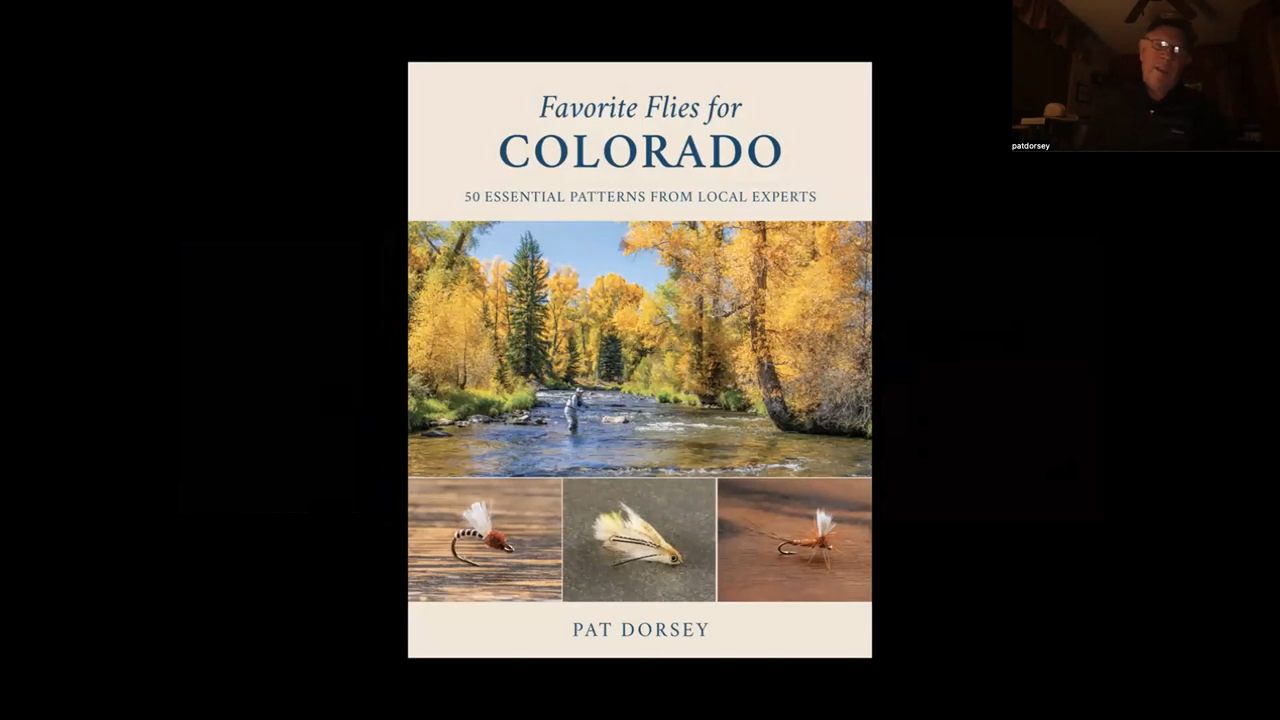 Favorite Flies for
COLORADO
50 ESSENTIAL PATTERNS FROM LOCAL EXPERTS
PAT DORSEY
patdorsey